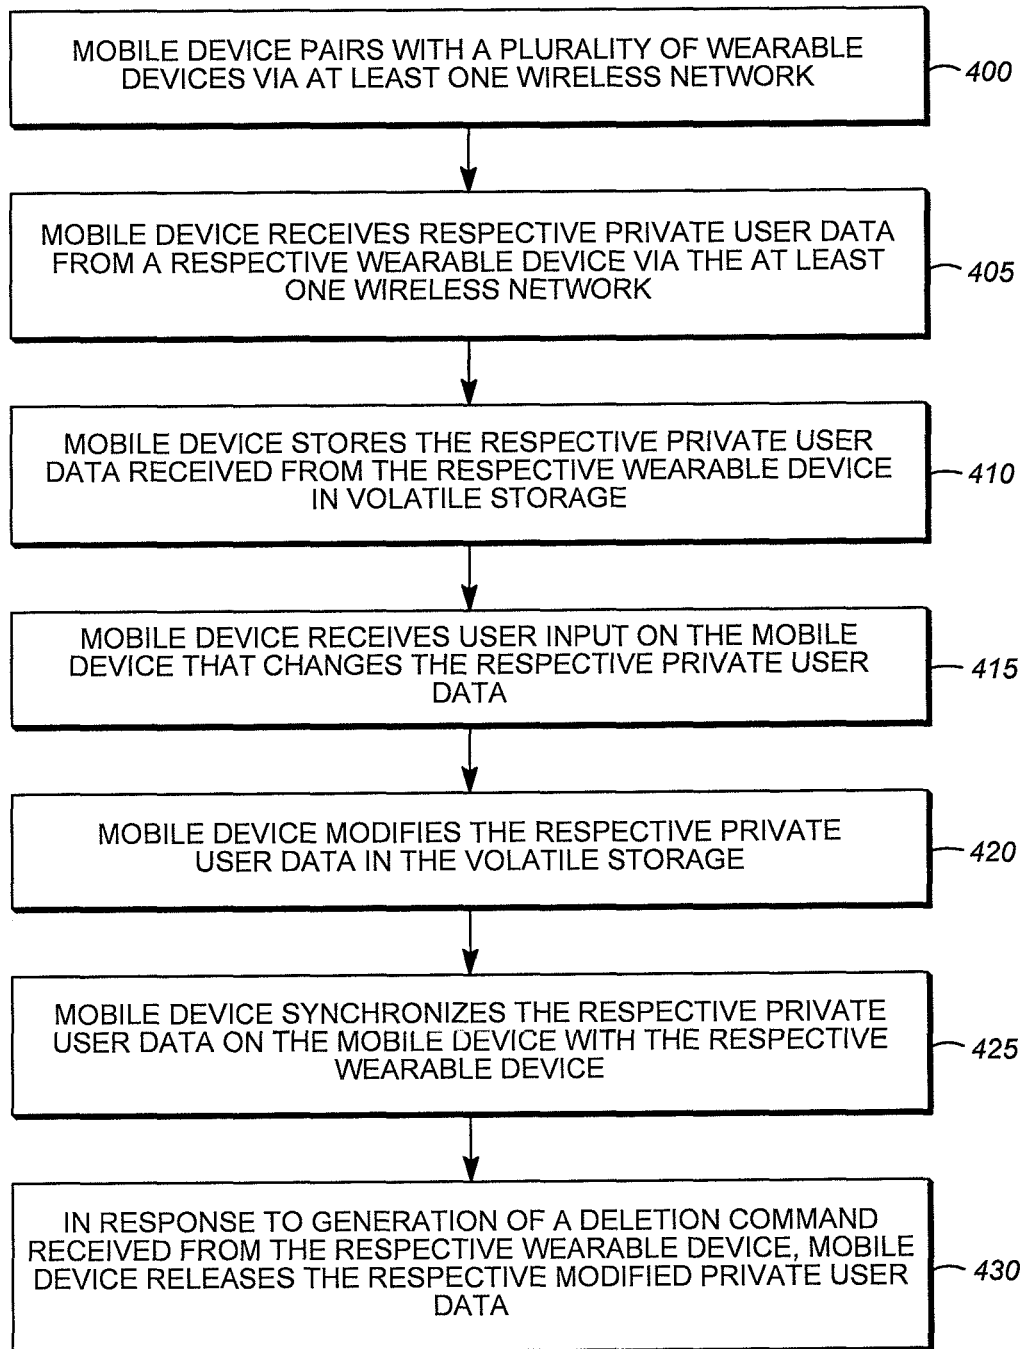 MOBILE DEVICE PAIRS WITH A PLURALITY OF WEARABLE
DEVICES VIA AT LEAST ONE WIRELESS NETWORK
400
MOBILE DEVICE RECEIVES RESPECTIVE PRIVATE USER DATA
FROM A RESPECTIVE WEARABLE DEVICE VIA THE AT LEAST
ONE WIRELESS NETWORK
405
MOBILE DEVICE STORES THE RESPECTIVE PRIVATE USER
DATA RECEIVED FROM THE RESPECTIVE WEARABLE DEVICE
IN VOLATILE STORAGE
410
MOBILE DEVICE RECEIVES USER INPUT ON THE MOBILE
DEVICE THAT CHANGES THE RESPECTIVE PRIVATE USER
DATA
415
MOBILE DEVICE MODIFIES THE RESPECTIVE PRIVATE
USER DATA IN THE VOLATILE STORAGE
420
MOBILE DEVICE SYNCHRONIZES THE RESPECTIVE PRIVATE
USER DATA ON THE MOBILE DEVICE WITH THE RESPECTIVE
WEARABLE DEVICE
425
IN RESPONSE TO GENERATION OF A DELETION COMMAND
RECEIVED FROM THE RESPECTIVE WEARABLE DEVICE, MOBILE
DEVICE RELEASES THE RESPECTIVE MODIFIED PRIVATE USER
DATA
430